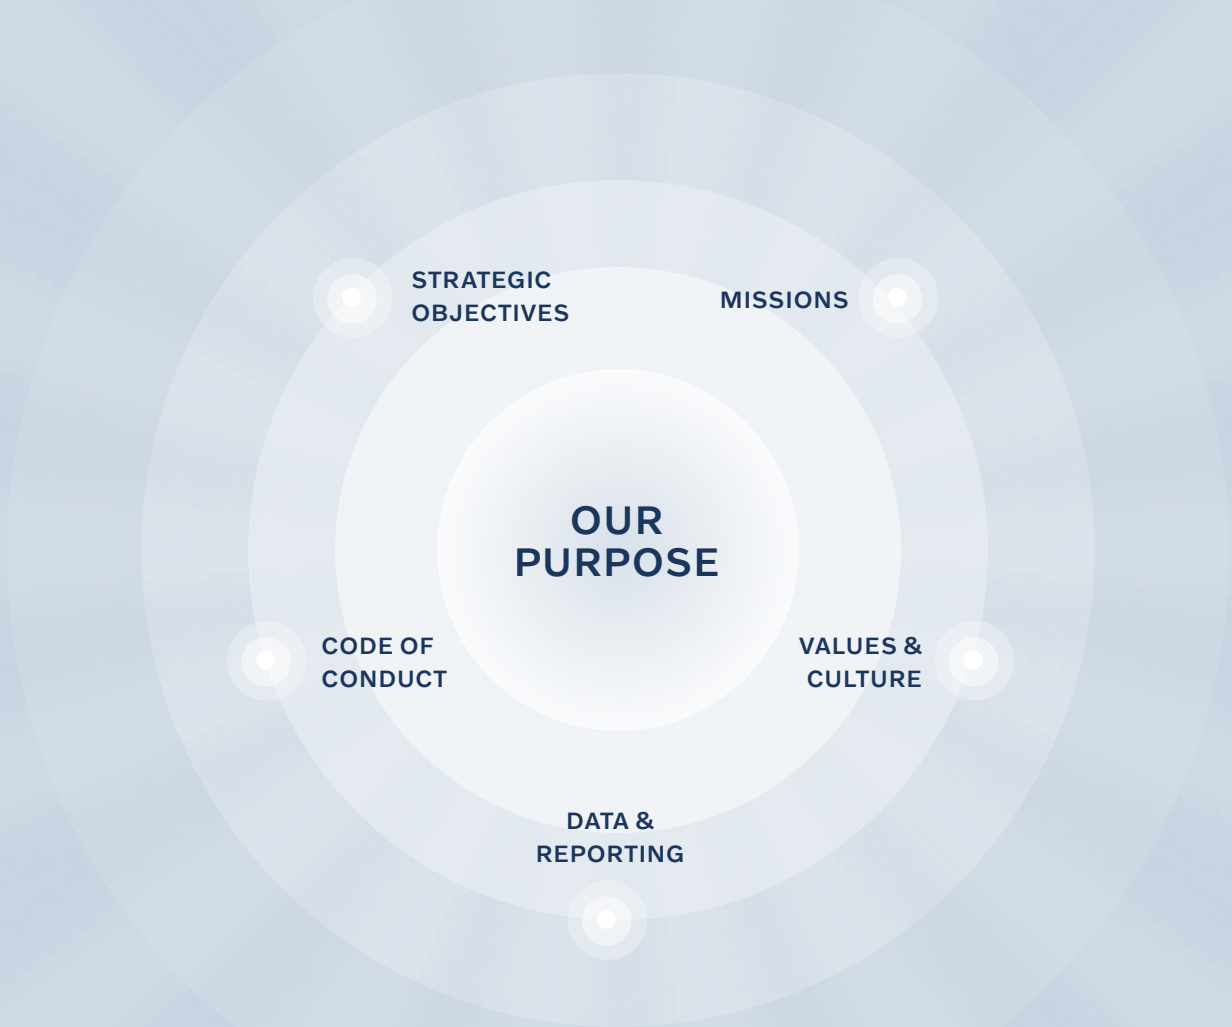 STRATEGIC
OBJECTIVES
MISSIONS
OUR
PURPOSE
CODE OF
CONDUCT
VALUES &
CULTURE
DATA &
REPORTING